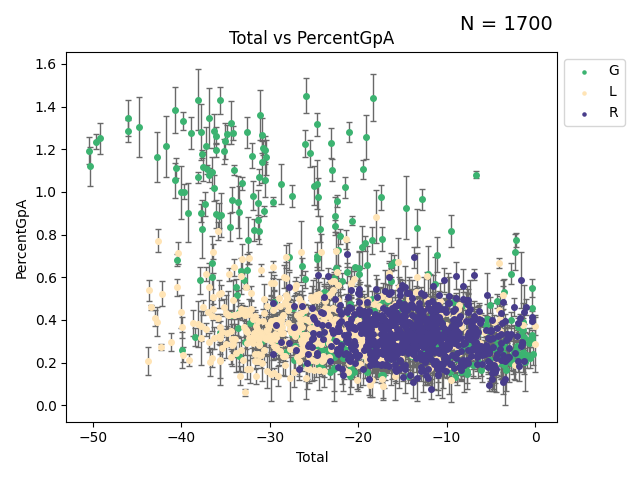 N = 1700
Total vs PercentGpA
G
L
R
PercentGpA
1.6
1.4
1.2
1.0
0.8
0.6
0.4
0.2
0.0
−50 −40 −30 −20 −10 0
Total